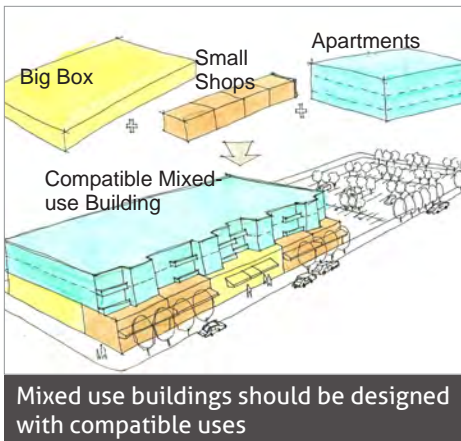 Apartments
Small
Shops
Big Box
Compatible Mixed-
use Building
Mixed use buildings should be designed
with compatible uses